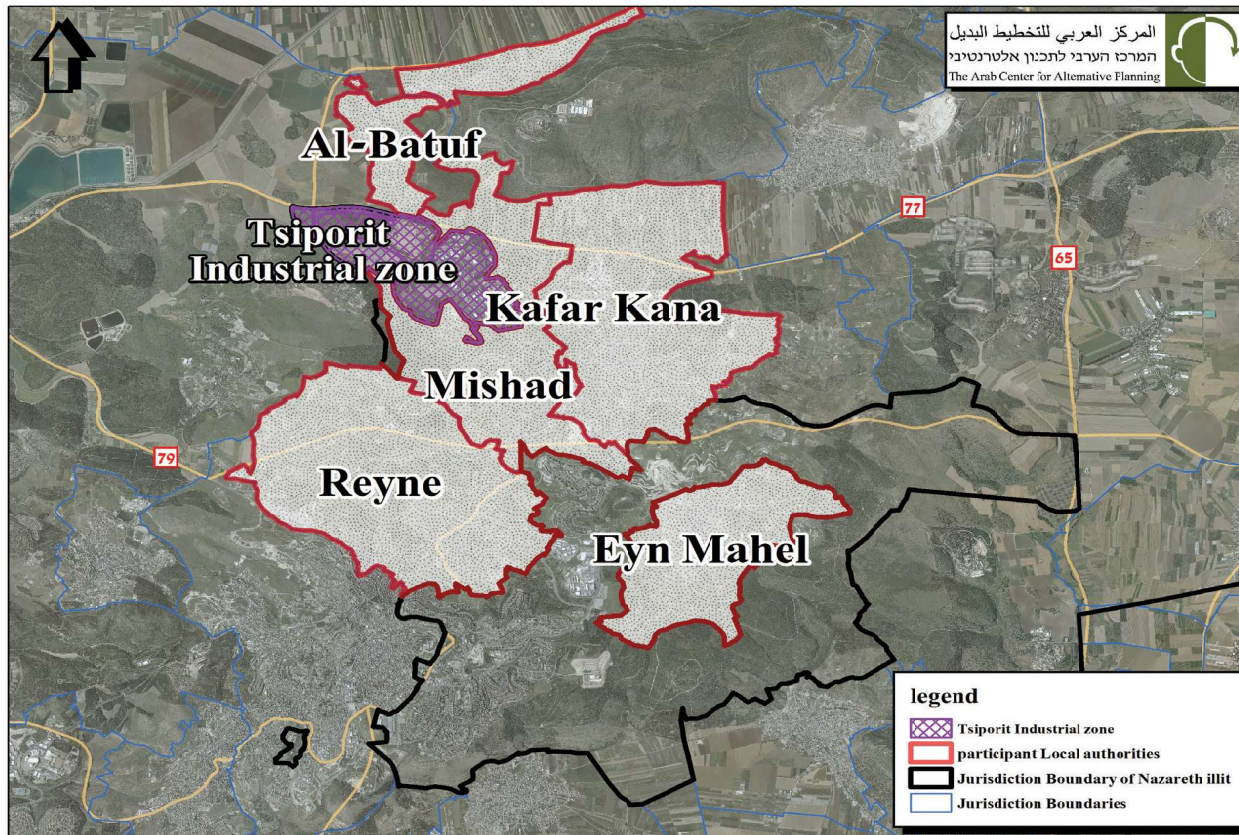 المركز العربي للتخطيط البديل
המרכז הערבי לתכנון אלטרנטיבי
The Arab Center for Alternative Planning
Al-Batuf
Tsiporit
Industrial zone
77
65
Kafar Kana
Mishad
79
Reyne
Eyn Mahel
legend
Tsiporit Industrial zone
participant Local authorities
Jurisdiction Boundary of Nazareth illit
Jurisdiction Boundaries